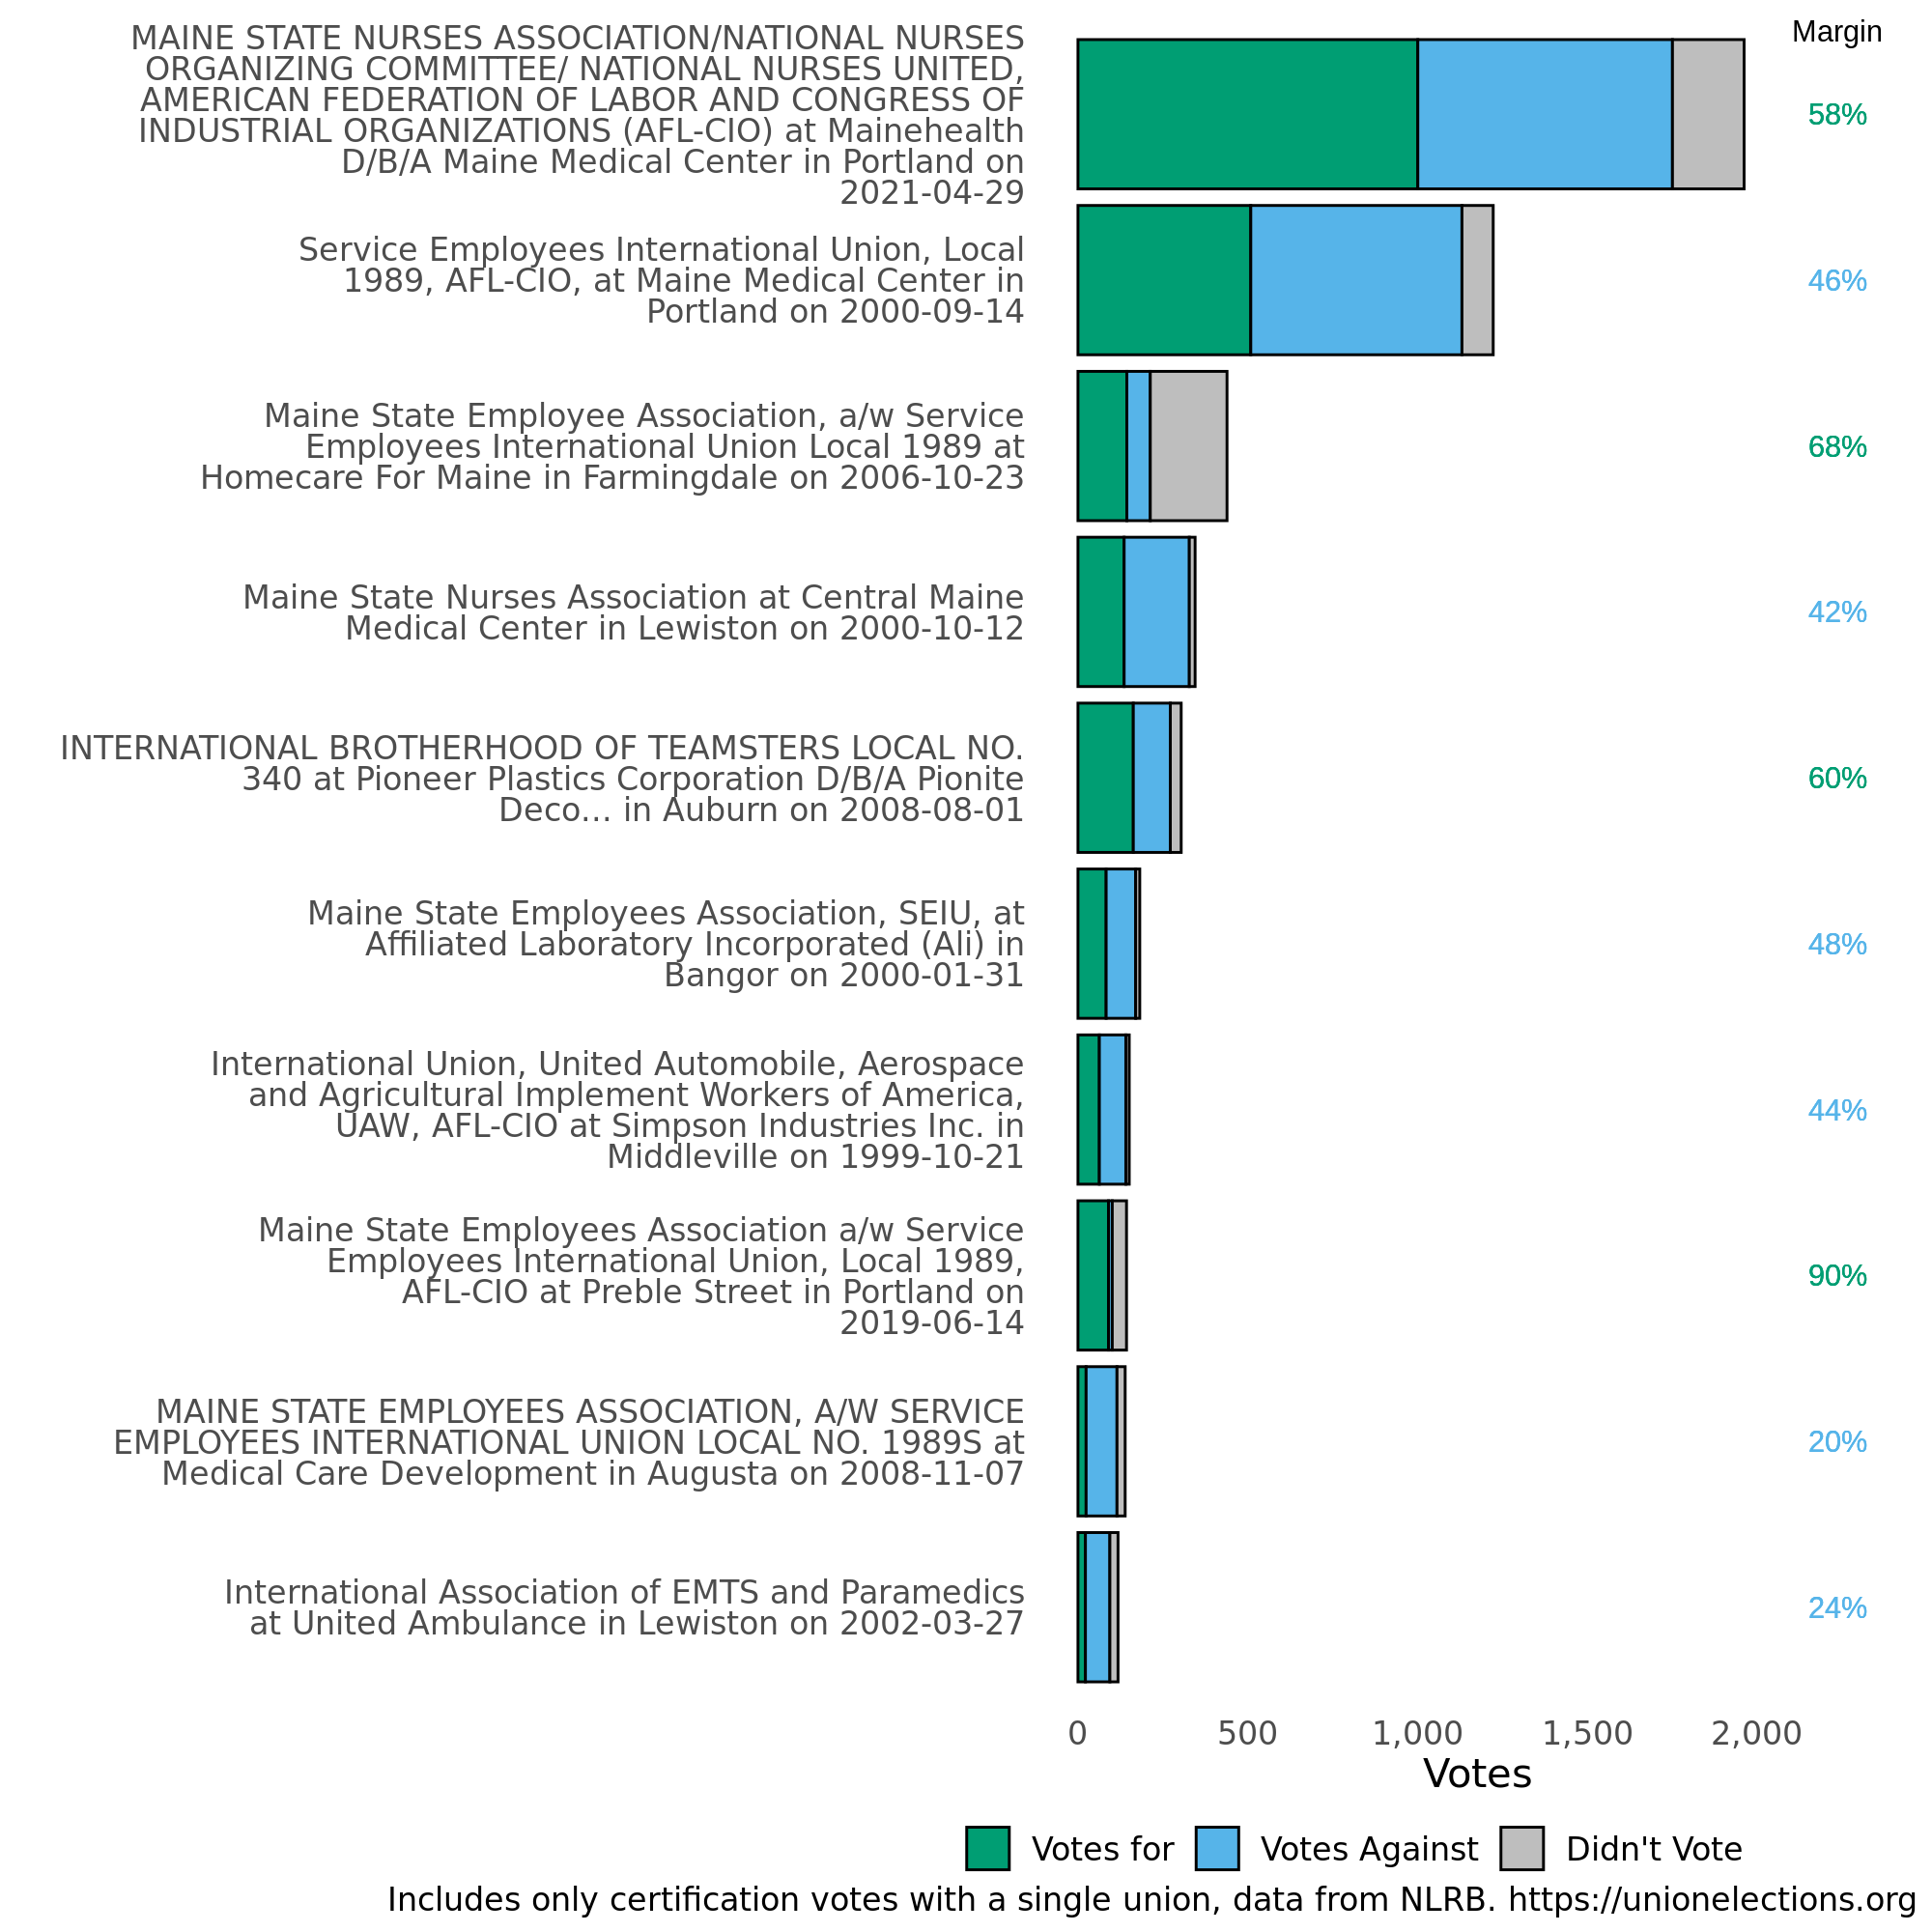 Margin
MAINE STATE NURSES ASSOCIATION/NATIONAL NURSES
ORGANIZING COMMITTEE/ NATIONAL NURSES UNITED,
AMERICAN FEDERATION OF LABOR AND CONGRESS OF
INDUSTRIAL ORGANIZATIONS (AFL-CIO) at Mainehealth
D/B/A Maine Medical Center in Portland on
2021-04-29
58%
Service Employees International Union, Local
1989, AFL-CIO, at Maine Medical Center in
Portland on 2000-09-14
46%
Maine State Employee Association, a/w Service
Employees International Union Local 1989 at
Homecare For Maine in Farmingdale on 2006-10-23
68%
Maine State Nurses Association at Central Maine
Medical Center in Lewiston on 2000-10-12
42%
INTERNATIONAL BROTHERHOOD OF TEAMSTERS LOCAL NO.
340 at Pioneer Plastics Corporation D/B/A Pionite
Deco... in Auburn on 2008-08-01
60%
Maine State Employees Association, SEIU, at
Affiliated Laboratory Incorporated (Ali) in
Bangor on 2000-01-31
48%
International Union, United Automobile, Aerospace
and Agricultural Implement Workers of America,
UAW, AFL-CIO at Simpson Industries Inc. in
Middleville on 1999-10-21
44%
Maine State Employees Association a/w Service
Employees International Union, Local 1989,
AFL-CIO at Preble Street in Portland on
2019-06-14
90%
MAINE STATE EMPLOYEES ASSOCIATION, A/W SERVICE
EMPLOYEES INTERNATIONAL UNION LOCAL NO. 1989S at
Medical Care Development in Augusta on 2008-11-07
20%
International Association of EMTS and Paramedics
at United Ambulance in Lewiston on 2002-03-27
24%
0 500 1,000 1,500 2,000
Votes
Votes for Votes Against Didn't Vote
Includes only certification votes with a single union, data from NLRB. https://unionelections.org